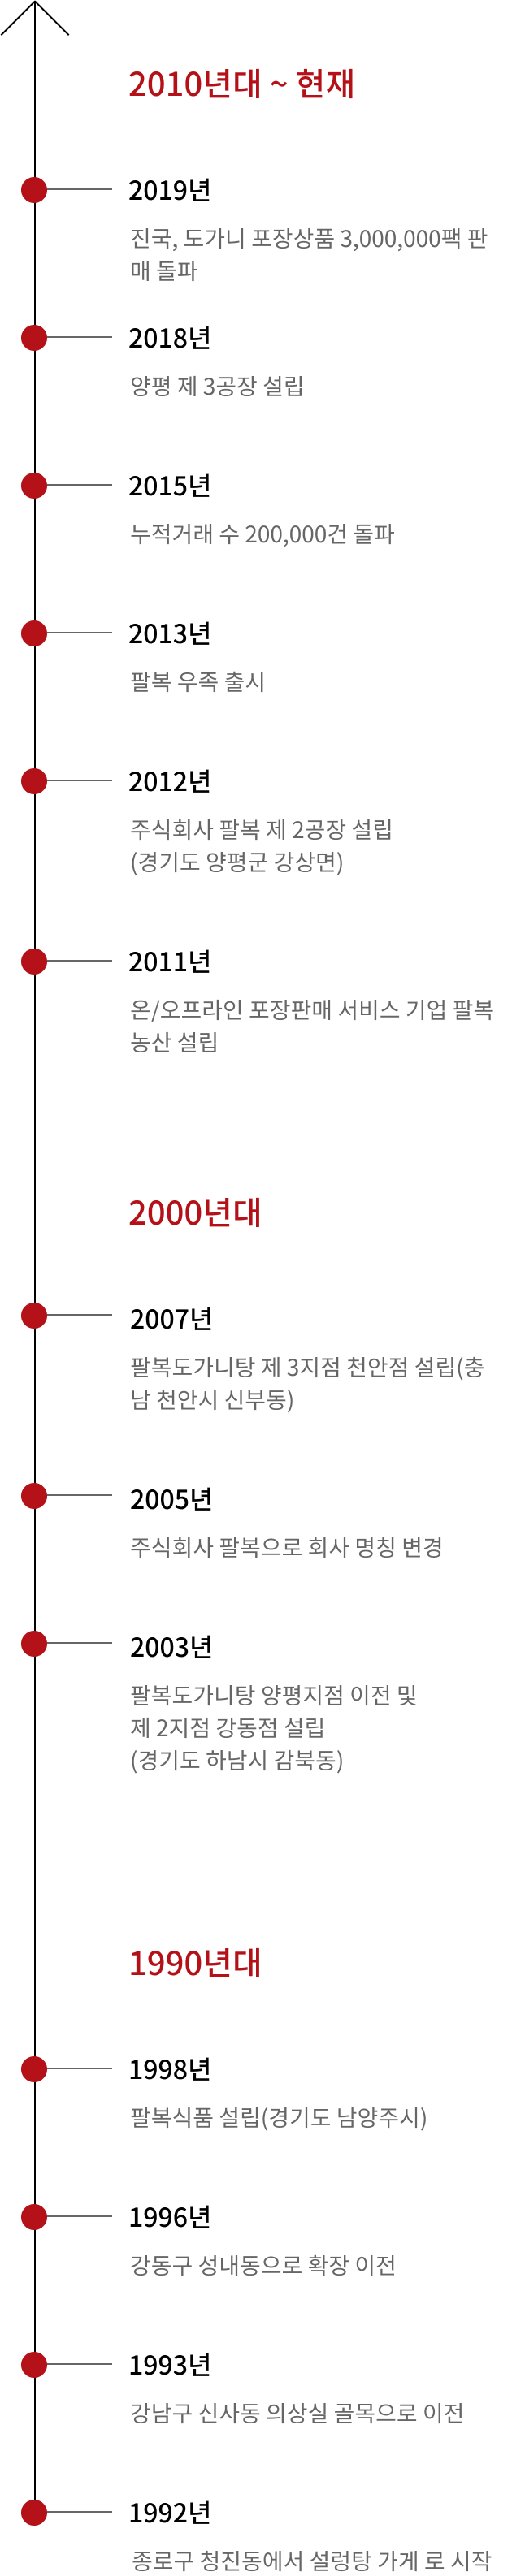 2010년대 ~ 현재
2019년
진국, 도가니 포장상품 3,000,000팩 판
매 돌파
2018년
양평 제 3공장 설립
2015년
누적거래 수 200,000건 돌파
2013년
팔복 우족 출시
2012년
주식회사 팔복 제 2공장 설립
(경기도 양평군 강상면)
2011년
온/오프라인 포장판매 서비스 기업 팔복
농산 설립
2000년대
2007년
팔복도가니탕 제 3지점 천안점 설립(충
남 천안시 신부동)
2005년
주식회사 팔복으로 회사 명칭 변경
2003년
팔복도가니탕 양평지점 이전 및
제 2지점 강동점 설립
(경기도 하남시 감북동)
1990년대
1998년
팔복식품 설립(경기도 남양주시)
1996년
강동구 성내동으로 확장 이전
1993년
강남구 신사동 의상실 골목으로 이전
1992년
종로구 청진동에서 설렁탕 가게 로 시작